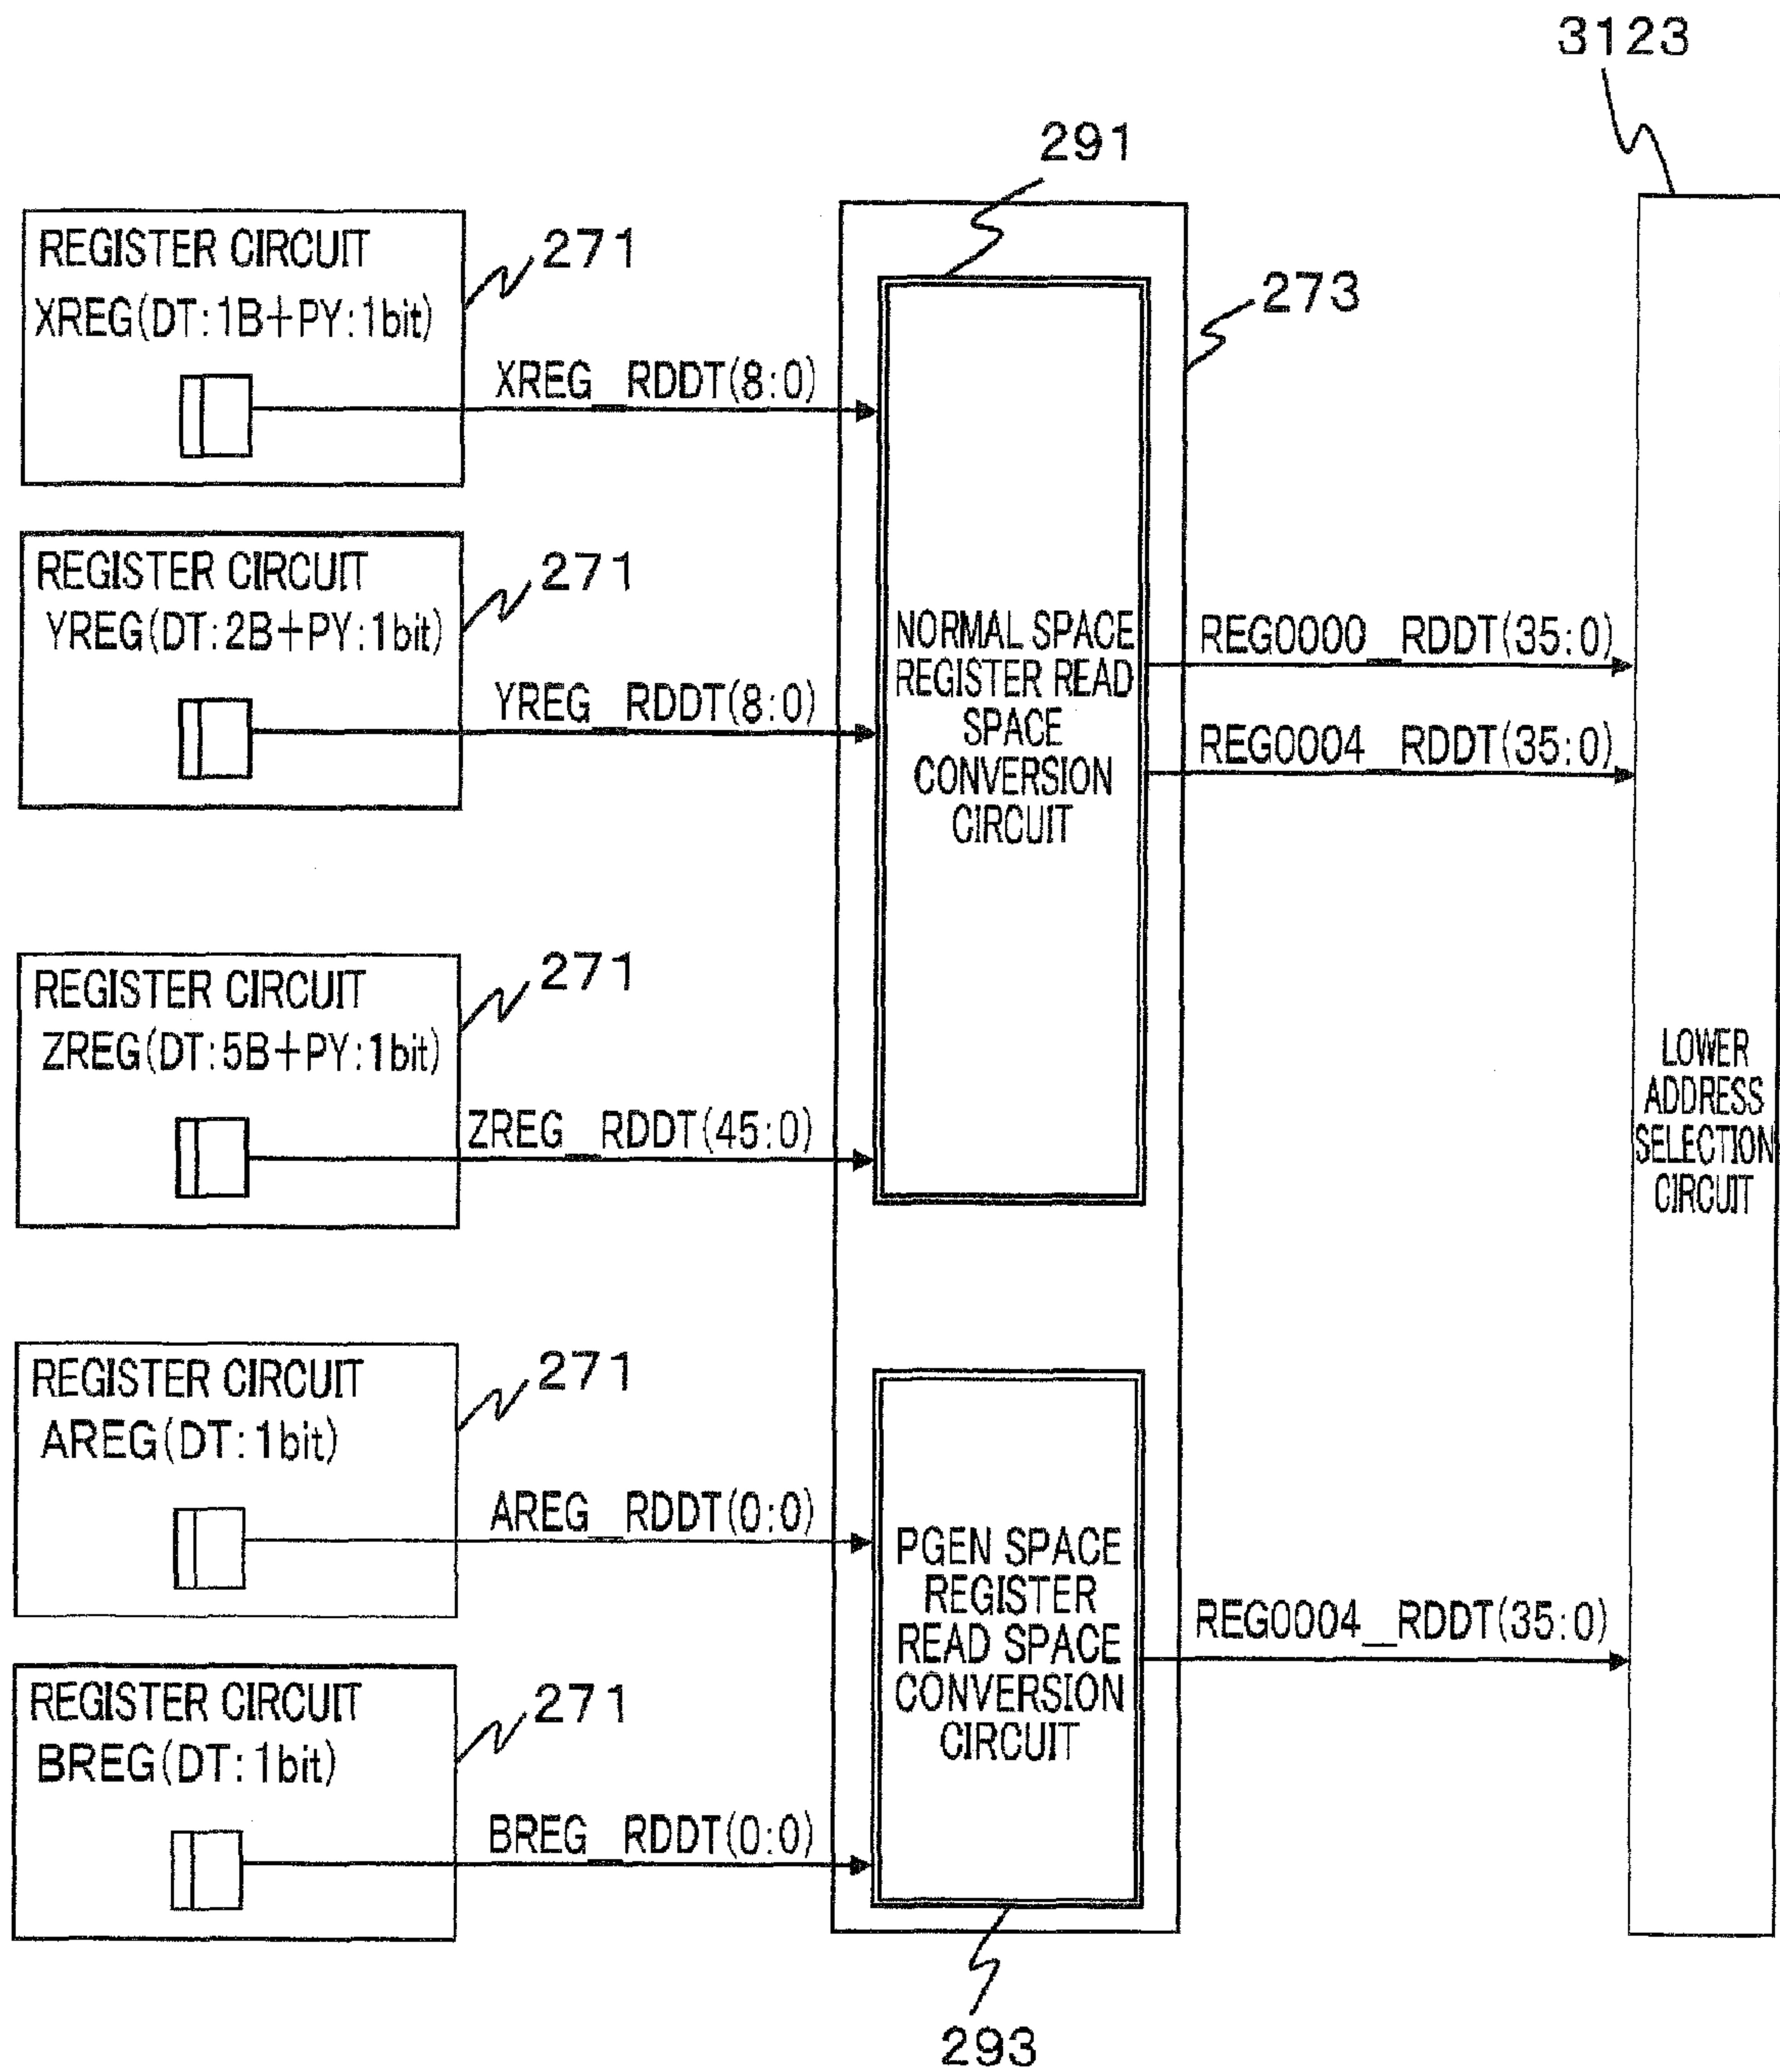 3123
291
273
REGISTER CIRCUIT
XREG(DT:1B+PY:1bit)
271
XREG_RDDT(8:0)
REGISTER CIRCUIT
YREG(DT:2B+PY:1bit)
271
YREG_RDDT(8:0)
REGISTER CIRCUIT
ZREG(DT:5B+PY:1bit)
271
ZREG_RDDT(45:0)
REGISTER CIRCUIT
AREG(DT:1bit)
271
AREG_RDDT(0:0)
REGISTER CIRCUIT
BREG(DT:1bit)
271
BREG_RDDT(0:0)
NORMAL SPACE
REGISTER READ
SPACE
CONVERSION
CIRCUIT
REG0000_RDDT(35:0)
REG0004_RDDT(35:0)
PGEN SPACE
REGISTER
READ SPACE
CONVERSION
CIRCUIT
REG0004_RDDT(35:0)
293
LOWER
ADDRESS
SELECTION
CIRCUIT